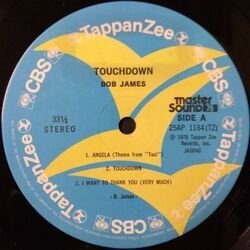 CBS
TappanZee
CBS
TappanZee
CBS
TappanZee
CBS
TappanZee
TOUCHDOWN
BOB JAMES
33⅓
STEREO
master
Sound
SIDE A
25AP 1184(TZ)
℗ 1978 Tappan Zee
Records, Inc.
JASRAC
1. ANGELA (Theme from "Taxi")
2. TOUCHDOWN
3. I WANT TO THANK YOU (VERY MUCH)
-B. James-